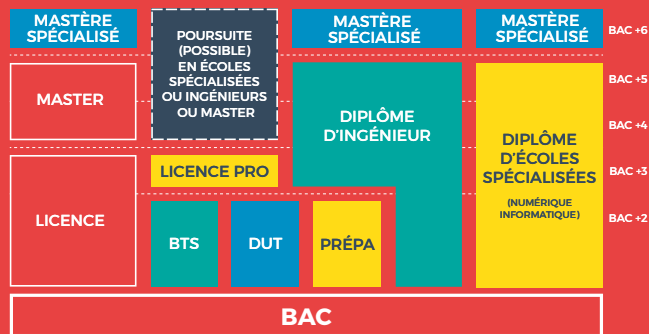 MASTÈRE
SPÉCIALISÉ
POURSUITE
(POSSIBLE)
EN ÉCOLES
SPÉCIALISÉES
OU INGÉNIEURS
OU MASTER
MASTÈRE
SPÉCIALISÉ
MASTÈRE
SPÉCIALISÉ
BAC +6
MASTER
DIPLÔME
D'INGÉNIEUR
DIPLÔME
D'ÉCOLES
SPÉCIALISÉES
(NUMÉRIQUE
INFORMATIQUE)
BAC +5
BAC +4
LICENCE PRO
BAC +3
LICENCE
BTS
DUT
PRÉPA
BAC +2
BAC